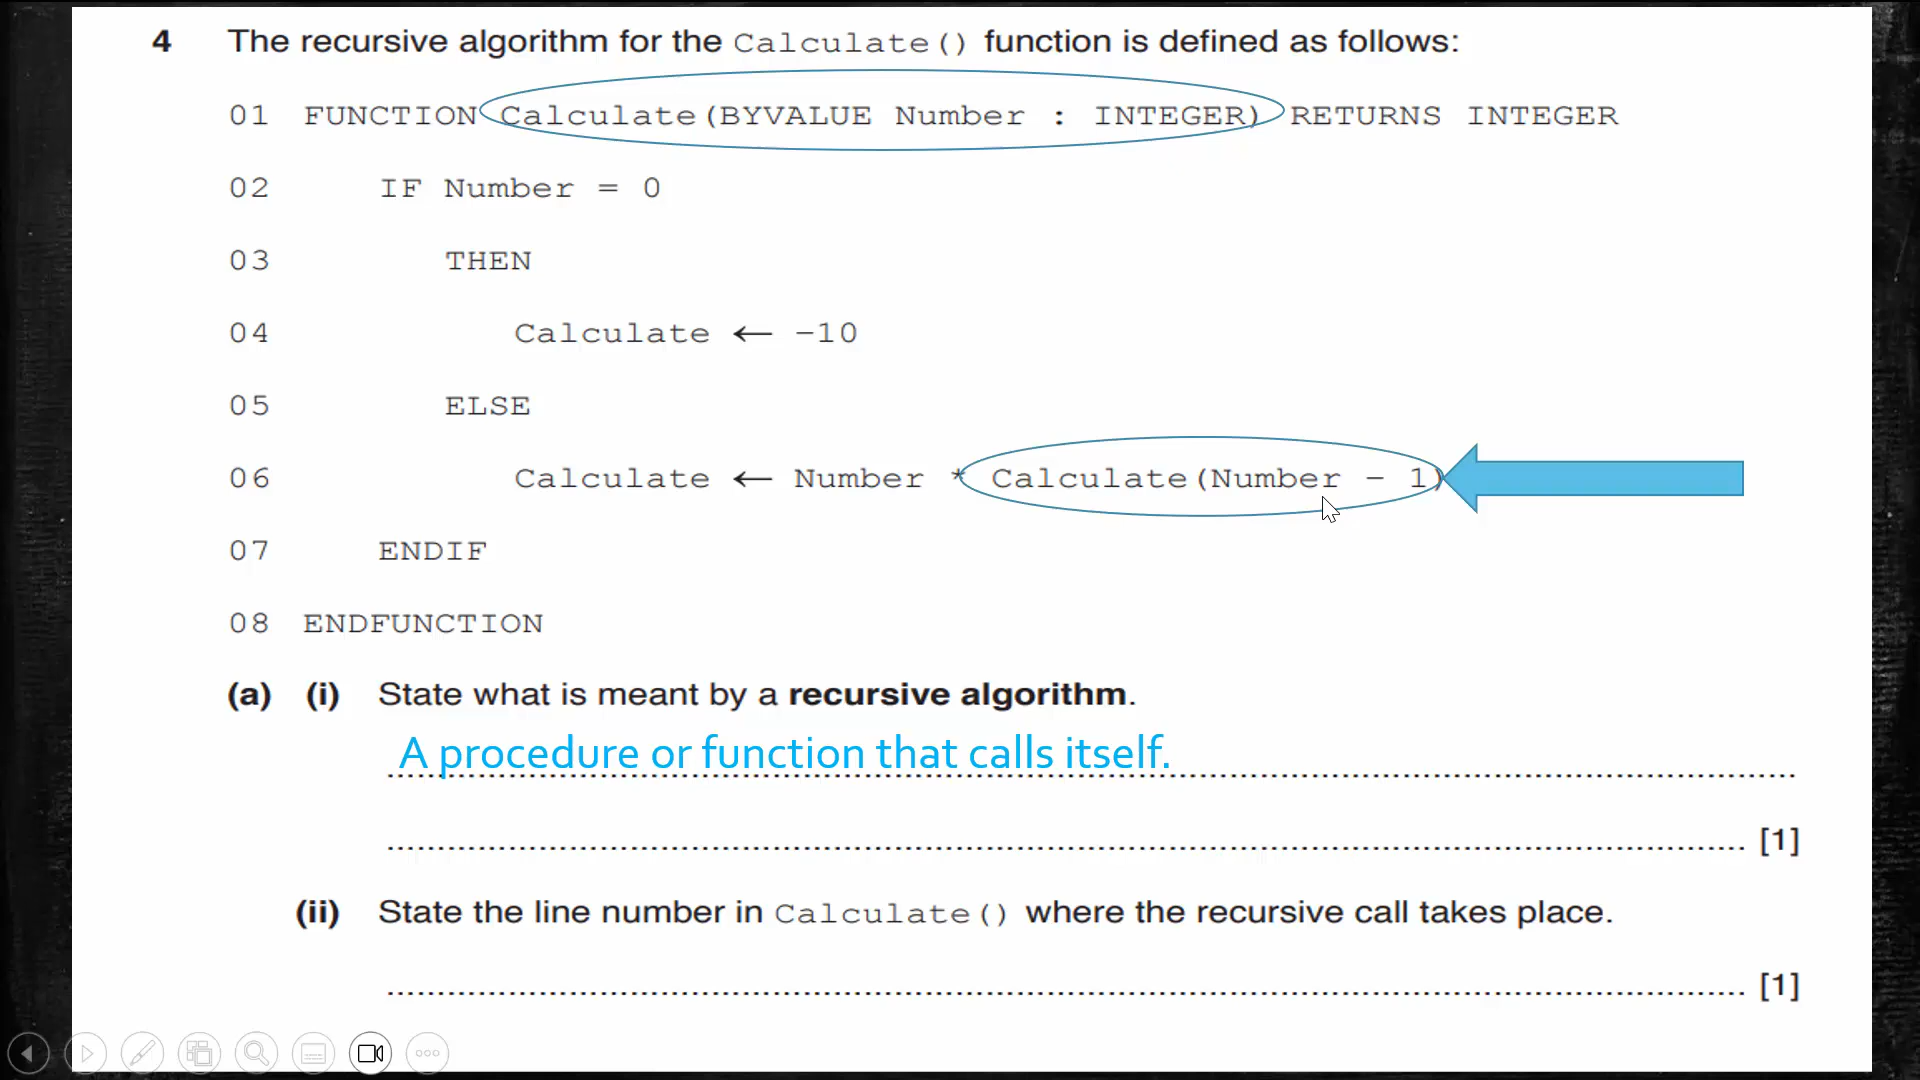 4 The recursive algorithm for the Calculate() function is defined as follows:
01 FUNCTION Calculate(BYVALUE Number : INTEGER) RETURNS INTEGER
02 IF Number = 0
03 THEN
04 Calculate ← -10
05 ELSE
06 Calculate ← Number * Calculate(Number - 1)
07 ENDIF
08 ENDFUNCTION
(a) (i) State what is meant by a recursive algorithm.
A procedure or function that calls itself.
[1]
(ii) State the line number in Calculate() where the recursive call takes place.
[1]